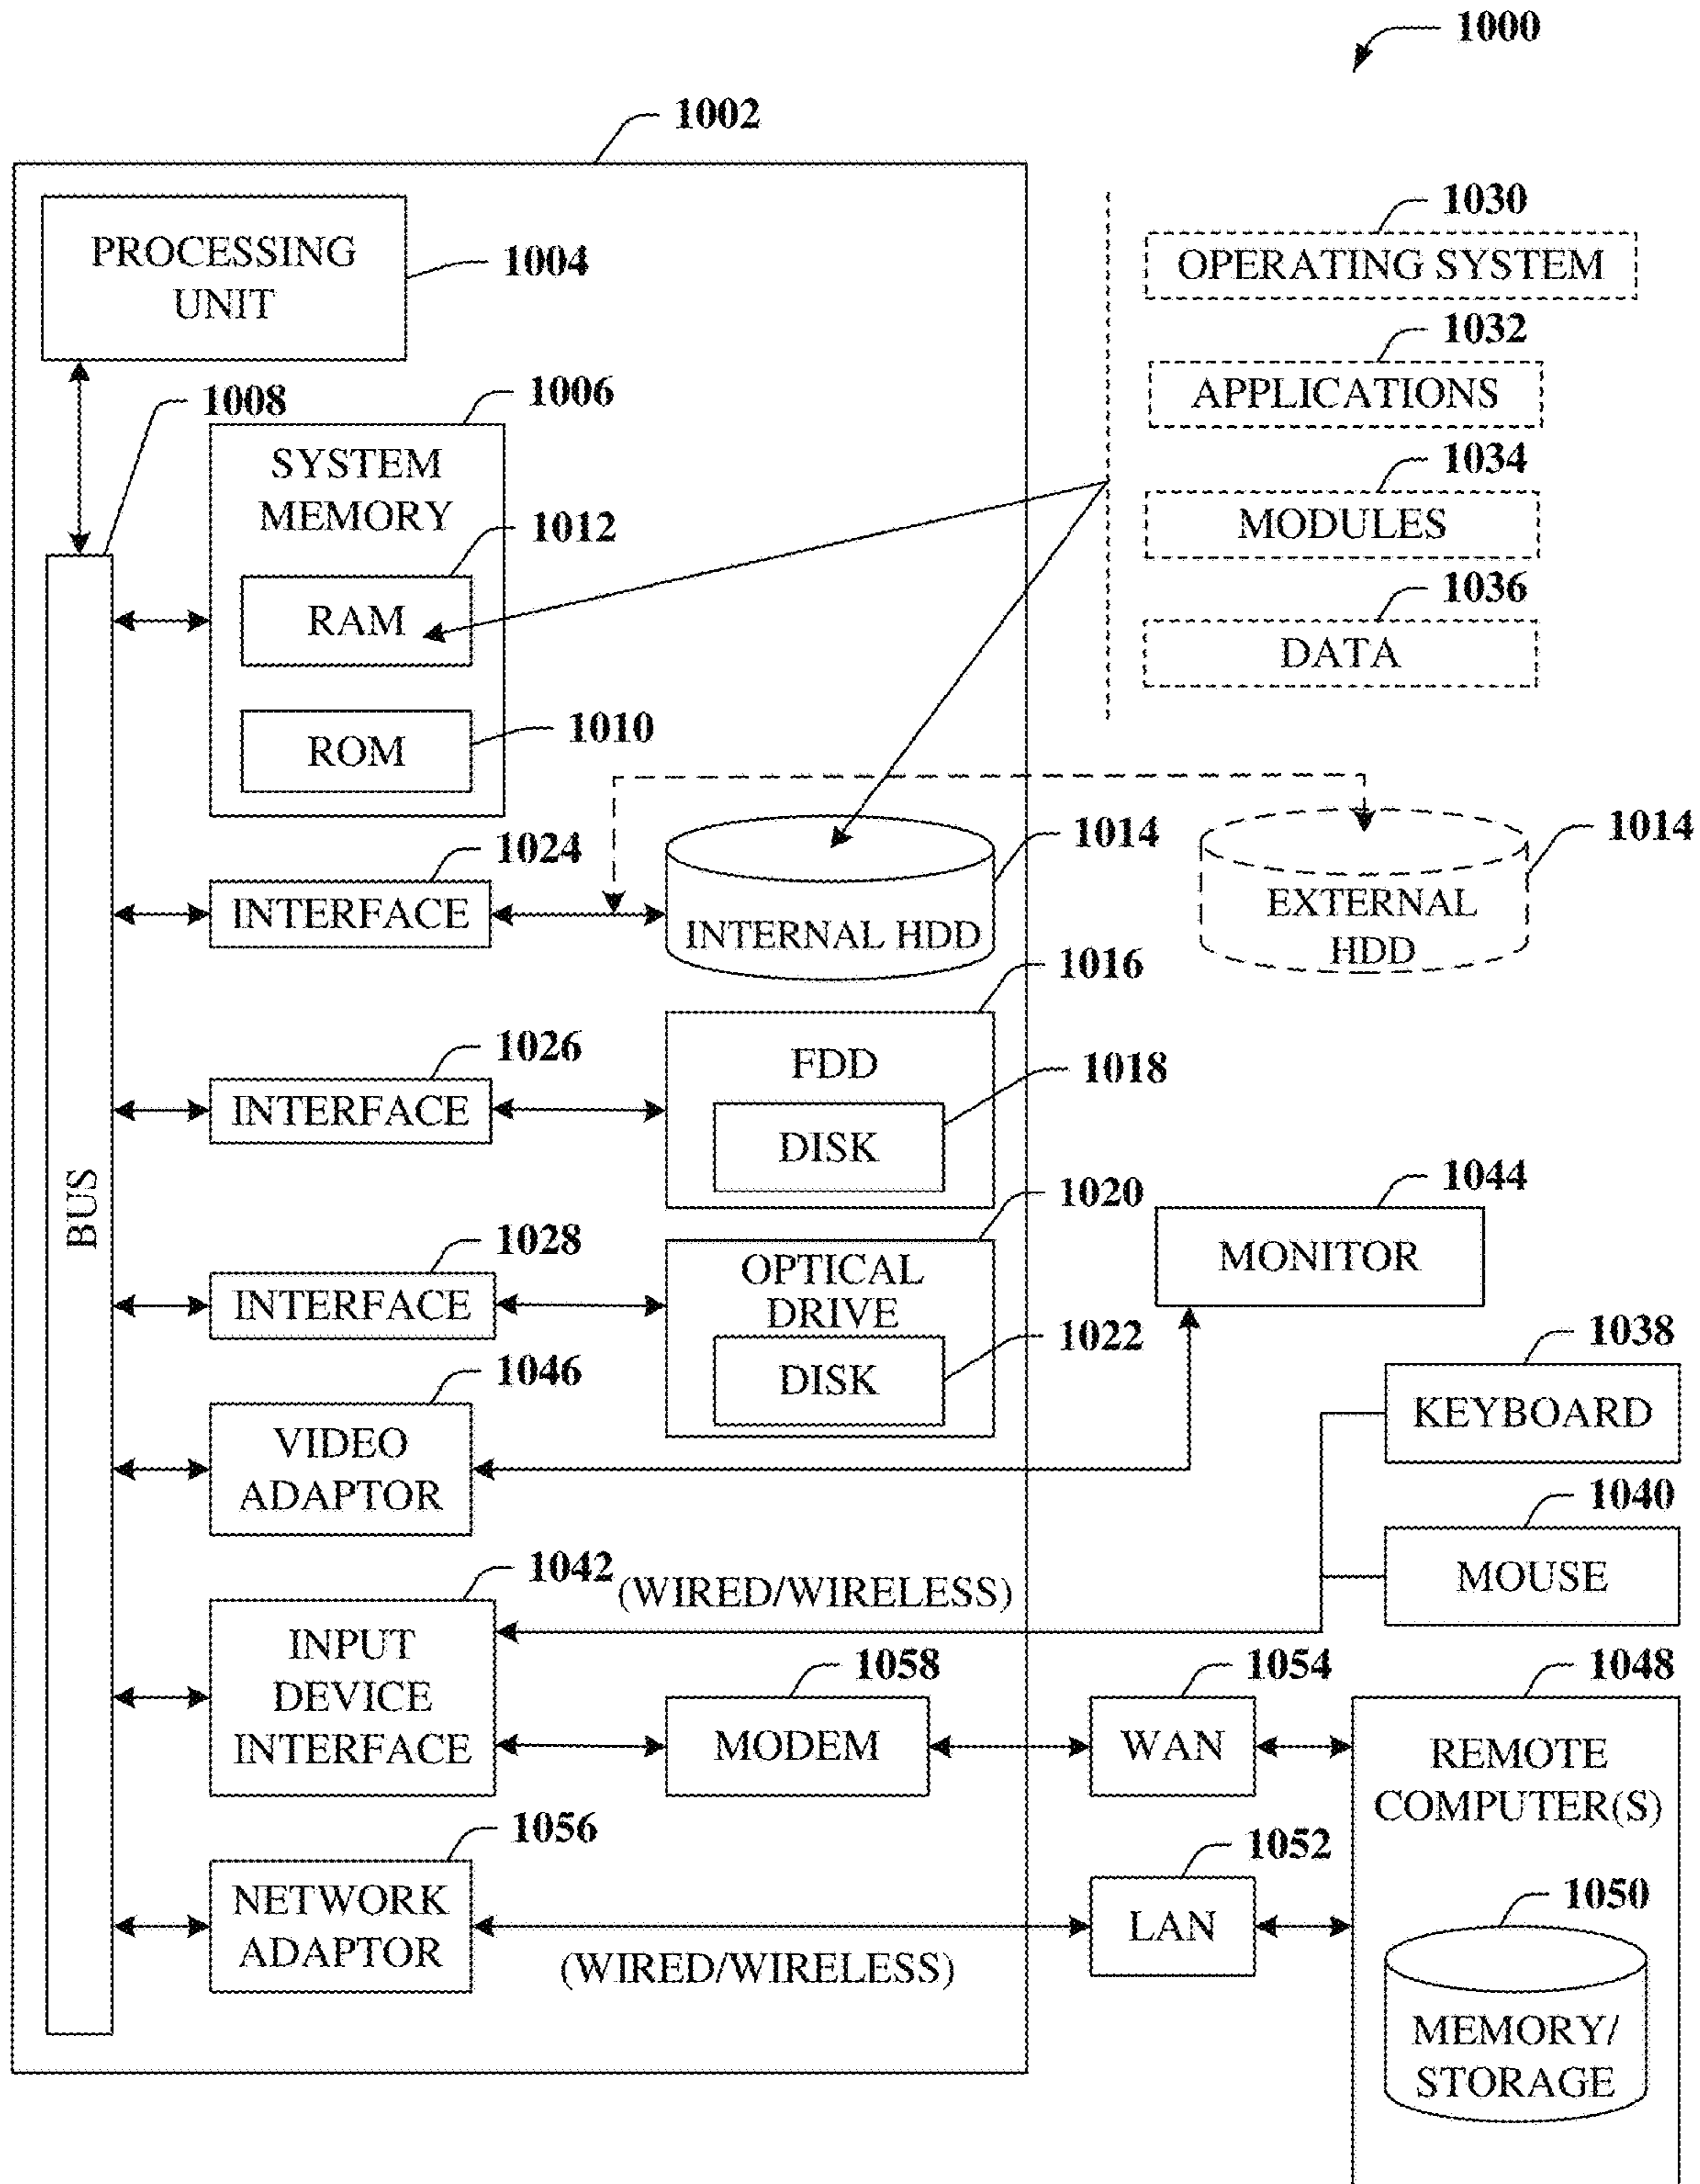 1000
1002
PROCESSING
UNIT
1004
1030
OPERATING SYSTEM
1032
APPLICATIONS
1034
MODULES
1036
DATA
1008
1006
SYSTEM
MEMORY
1012
RAM
1010
ROM
BUS
1024
INTERFACE
1014
INTERNAL HDD
1014
EXTERNAL
HDD
1026
INTERFACE
1016
FDD
1018
DISK
1028
INTERFACE
1020
OPTICAL
DRIVE
1022
DISK
1044
MONITOR
1046
VIDEO
ADAPTOR
1038
KEYBOARD
1040
MOUSE
1042
(WIRED/WIRELESS)
INPUT
DEVICE
INTERFACE
1058
MODEM
1054
WAN
1048
REMOTE
COMPUTER(S)
1056
NETWORK
ADAPTOR
(WIRED/WIRELESS)
1052
LAN
1050
MEMORY/
STORAGE